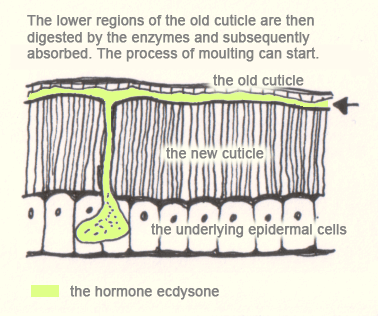 The lower regions of the old cuticle are then
digested by the enzymes and subsequently
absorbed. The process of moulting can start.
the old cuticle
the new cuticle
the underlying epidermal cells
the hormone ecdysone